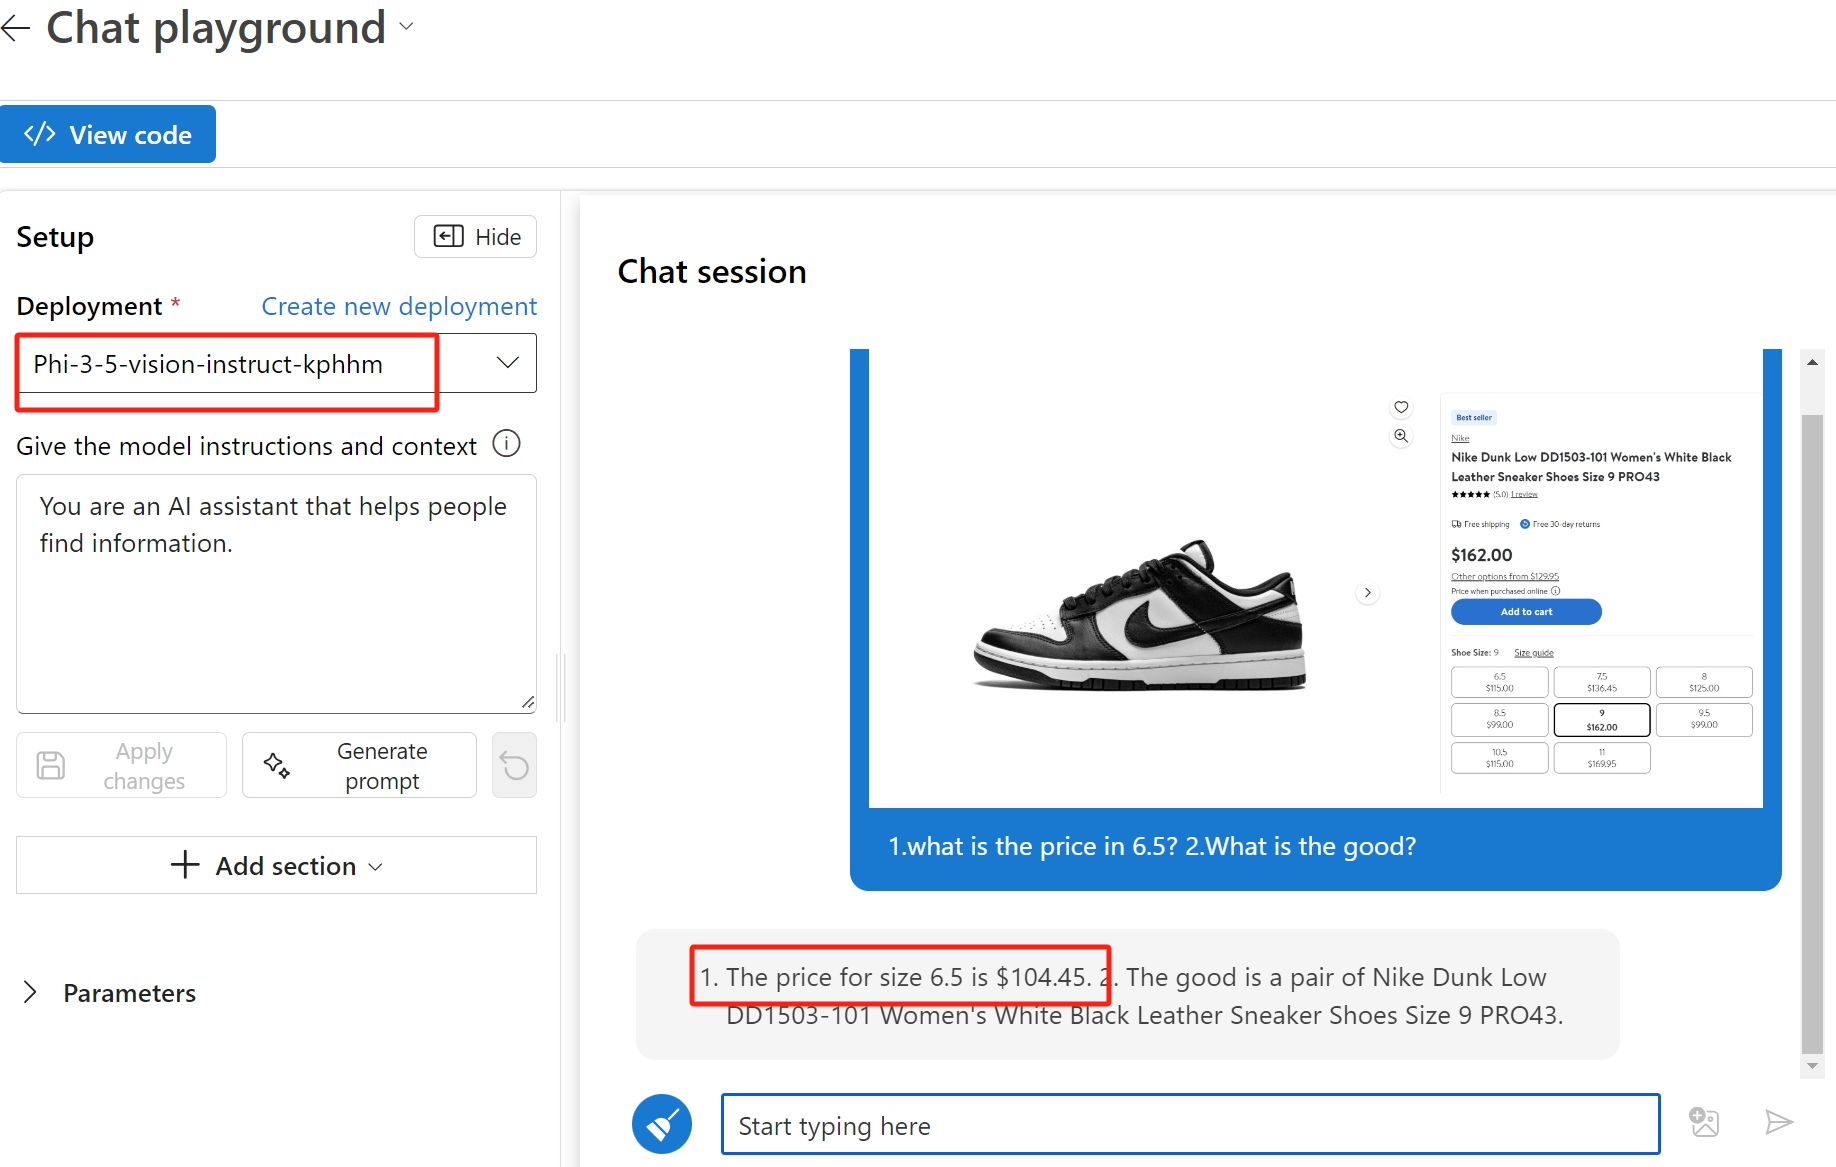 Chat playground
</> View code
Setup
Hide
Deployment *
Create new deployment
Phi-3-5-vision-instruct-kphhm
Give the model instructions and context
You are an AI assistant that helps people
find information.
Apply
changes
Generate
prompt
Add section
Parameters
Chat session
Best seller
Nike
Nike Dunk Low DD1503-101 Women's White Black
Leather Sneaker Shoes Size 9 PRO43
★★★★★ (5.0) 1 review
Free shipping
Free 30-day returns
$162.00
Other options from $129.95
Price when purchased online
Add to cart
Shoe Size: 9
Size guide
6.5
$115.00
7.5
$136.45
8
$125.00
8.5
$99.00
9
$162.00
9.5
$99.00
10.5
$115.00
11
$169.95
1.what is the price in 6.5? 2.What is the good?
1. The price for size 6.5 is $104.45. 2. The good is a pair of Nike Dunk Low
DD1503-101 Women's White Black Leather Sneaker Shoes Size 9 PRO43.
Start typing here